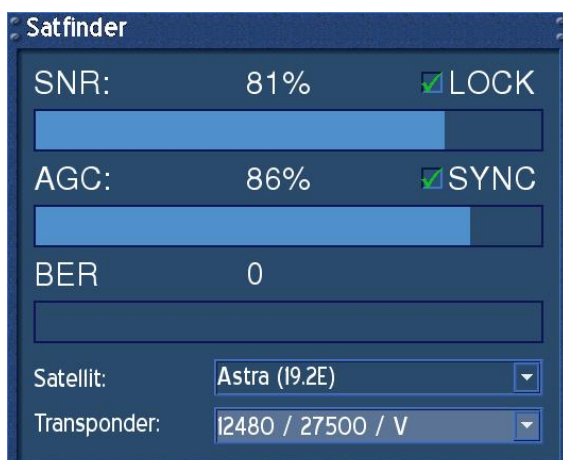 Satfinder
SNR: 81% LOCK
AGC: 86% SYNC
BER 0
Satellit: Astra (19.2E)
Transponder: 12480 / 27500 / V